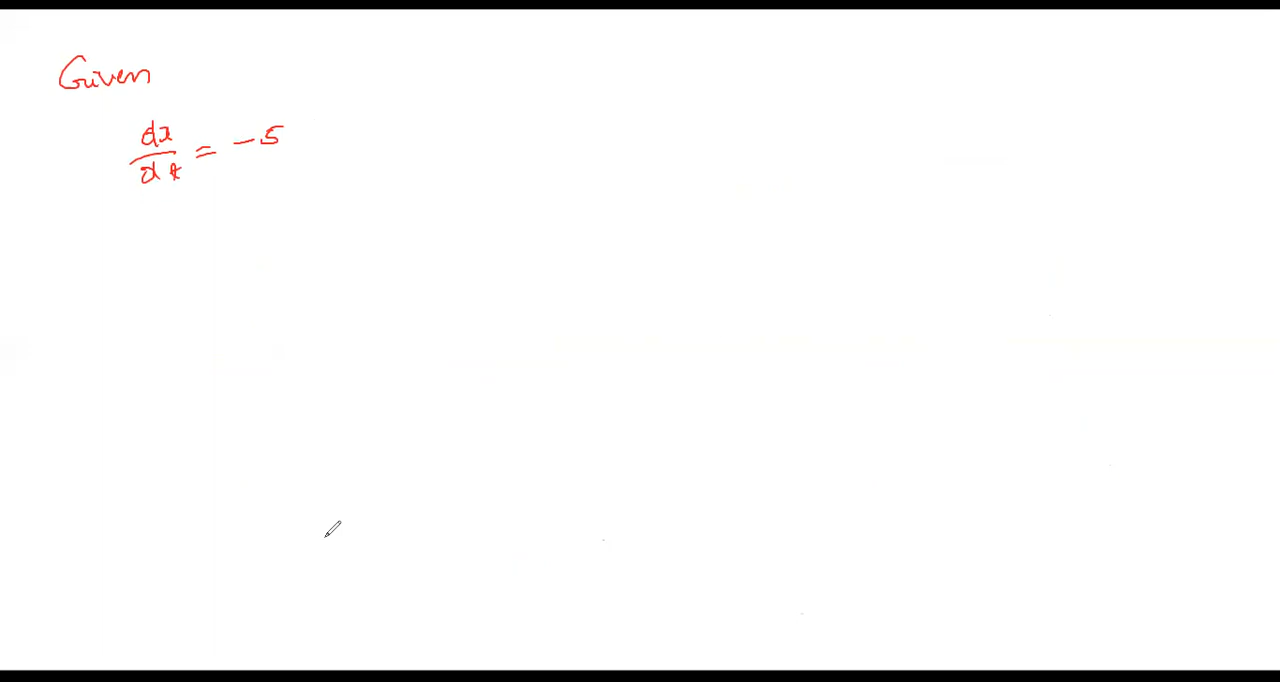 Given
dx/dt = -5